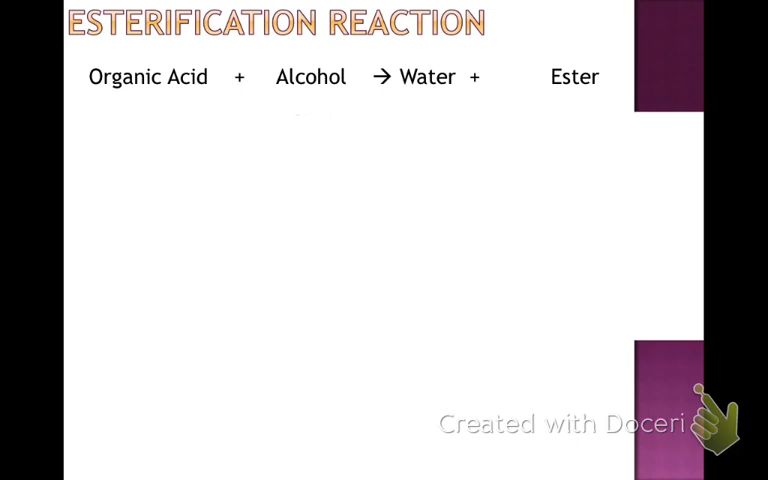 ESTERIFICATION REACTION
Organic Acid + Alcohol → Water + Ester
Created with Doceri